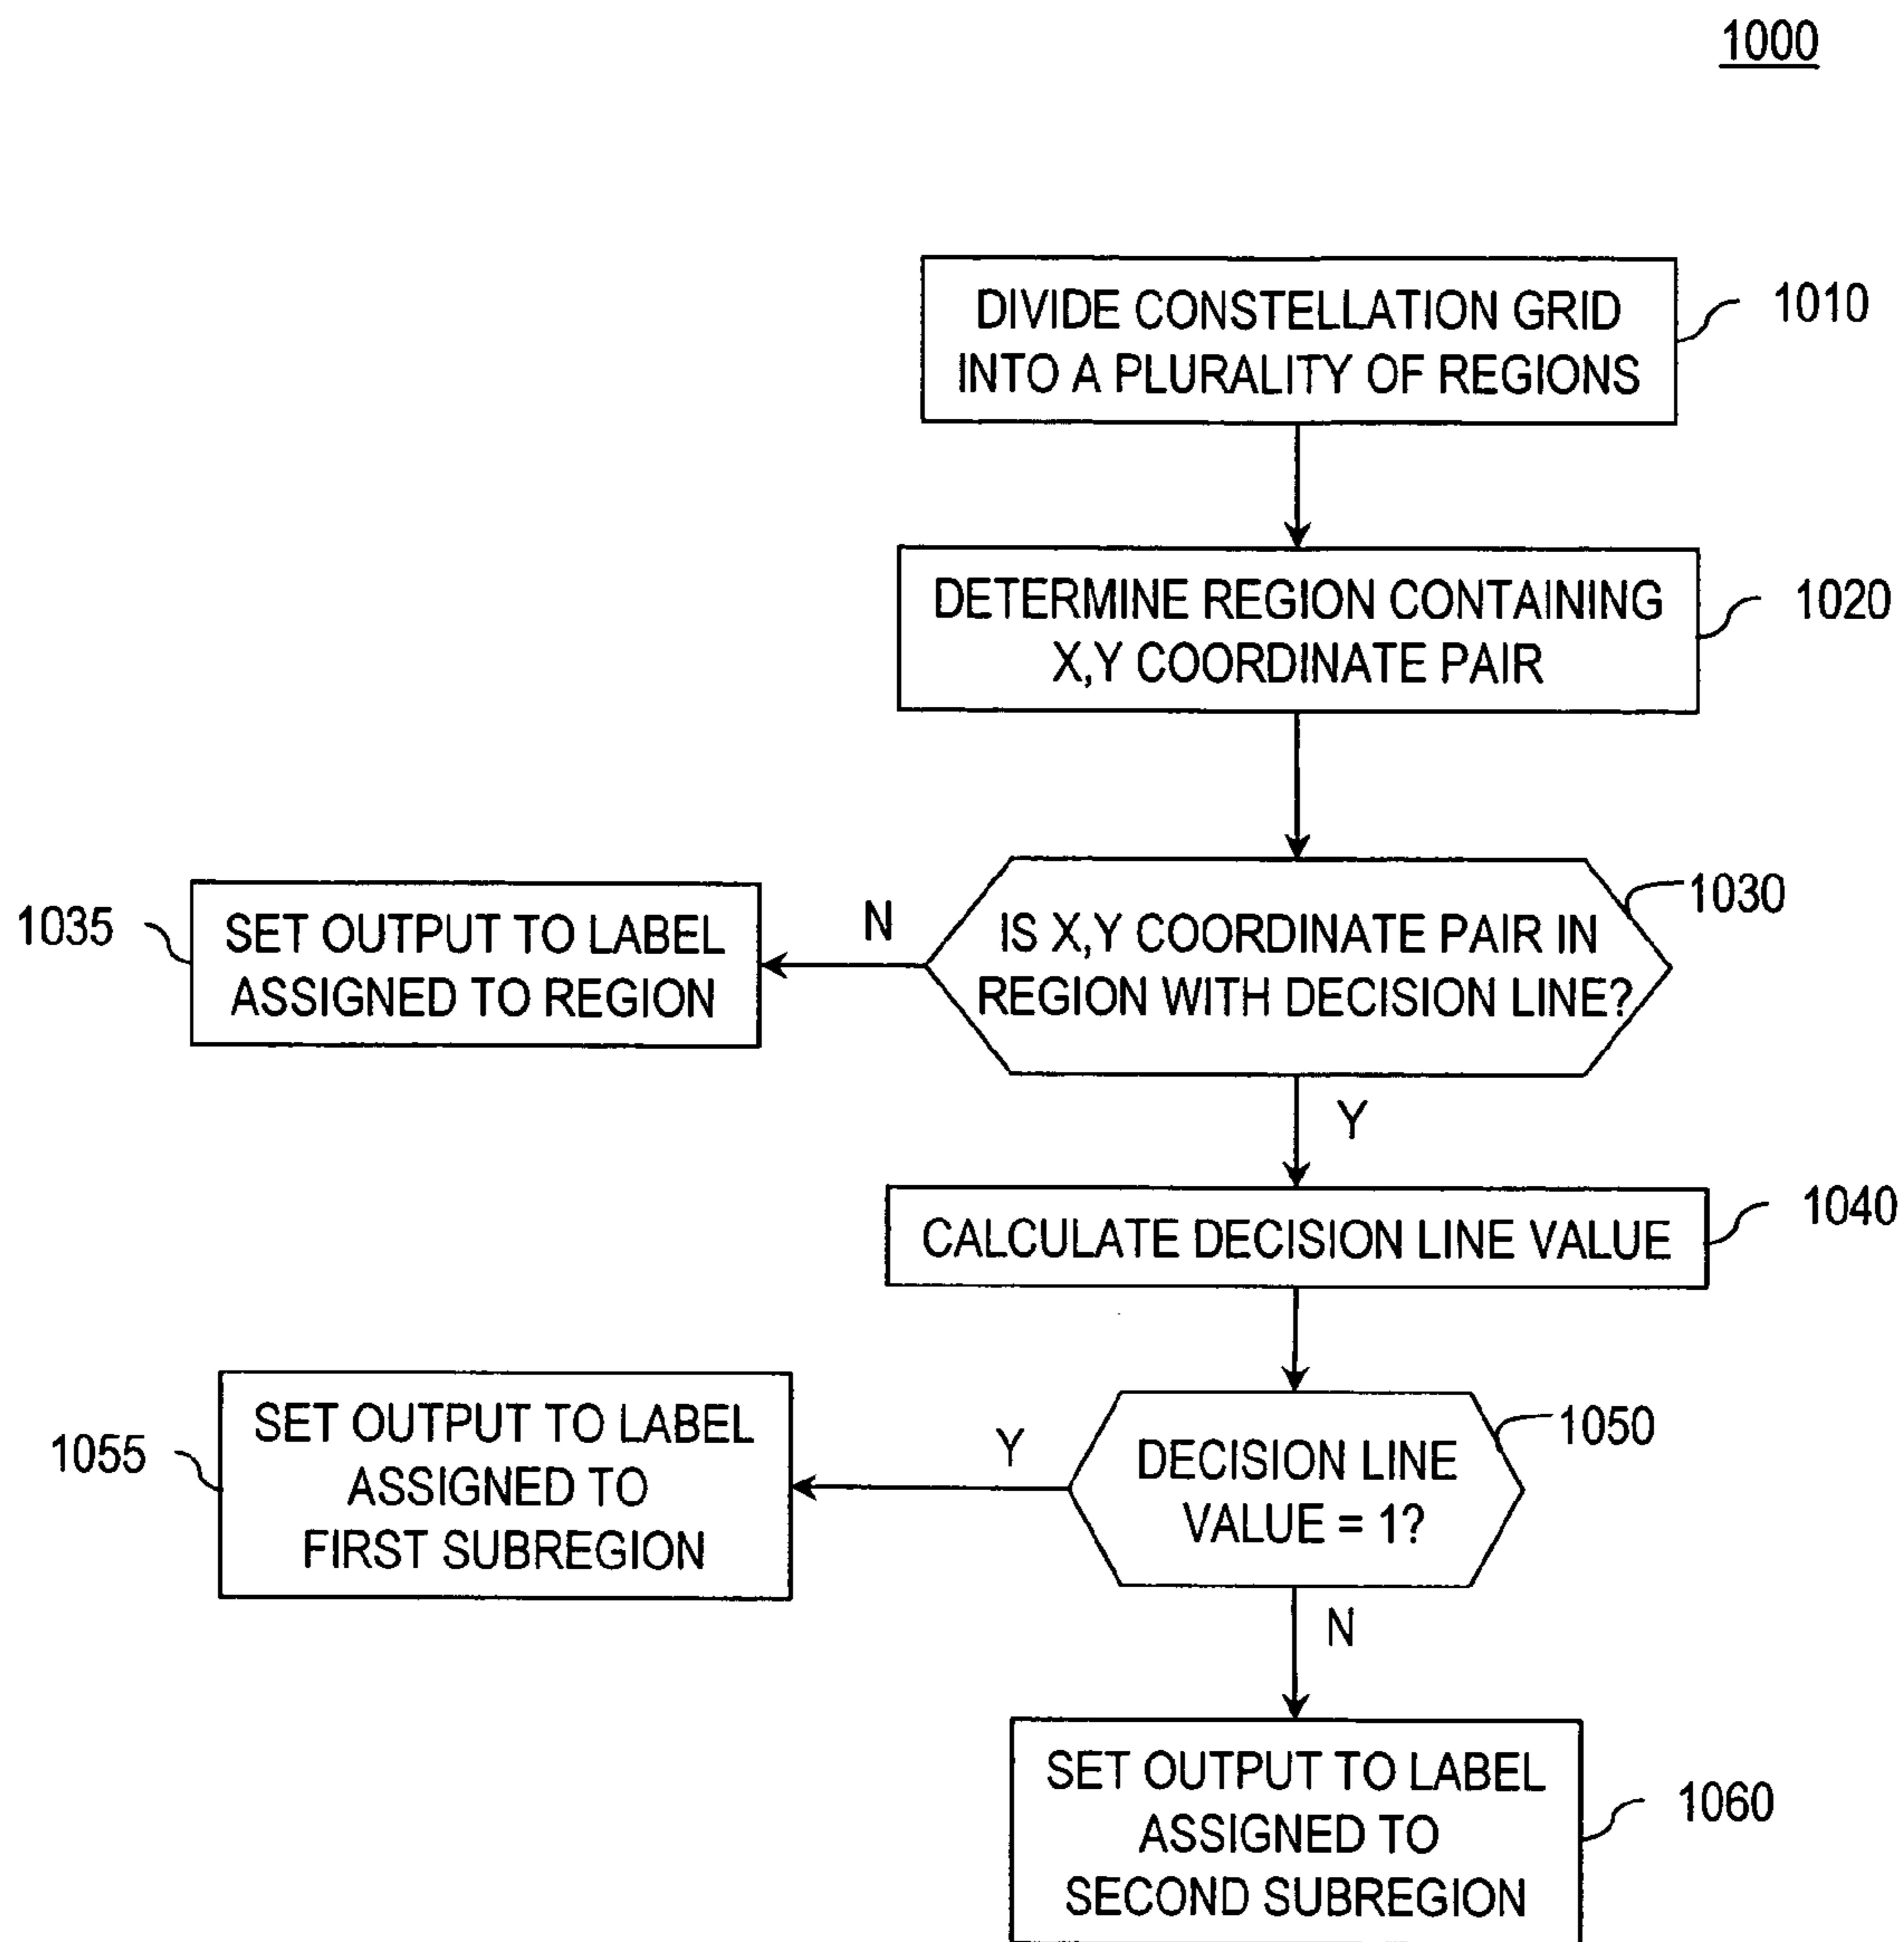 1000
DIVIDE CONSTELLATION GRID
INTO A PLURALITY OF REGIONS
1010
DETERMINE REGION CONTAINING
X,Y COORDINATE PAIR
1020
IS X,Y COORDINATE PAIR IN
REGION WITH DECISION LINE?
1030
N
SET OUTPUT TO LABEL
ASSIGNED TO REGION
1035
Y
CALCULATE DECISION LINE VALUE
1040
DECISION LINE
VALUE = 1?
1050
Y
SET OUTPUT TO LABEL
ASSIGNED TO
FIRST SUBREGION
1055
N
SET OUTPUT TO LABEL
ASSIGNED TO
SECOND SUBREGION
1060